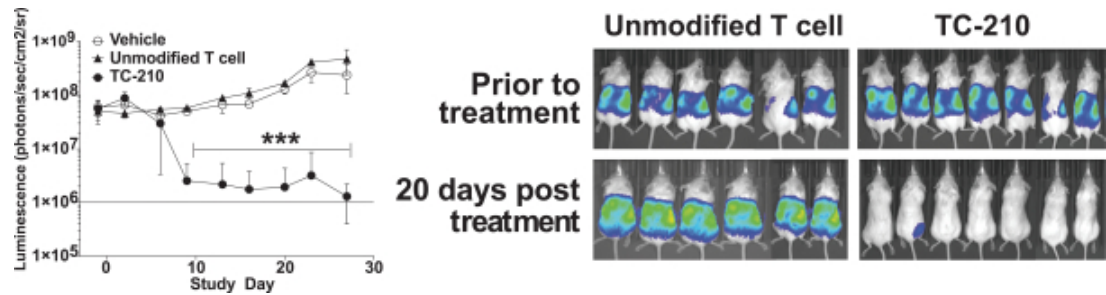 Luminescence (photons/sec/cm2/sr)
1×10⁹
1×10⁸
1×10⁷
1×10⁶
1×10⁵
Vehicle
Unmodified T cell
TC-210
***
0
10
20
30
Study Day
Unmodified T cell
TC-210
Prior to
treatment
20 days post
treatment